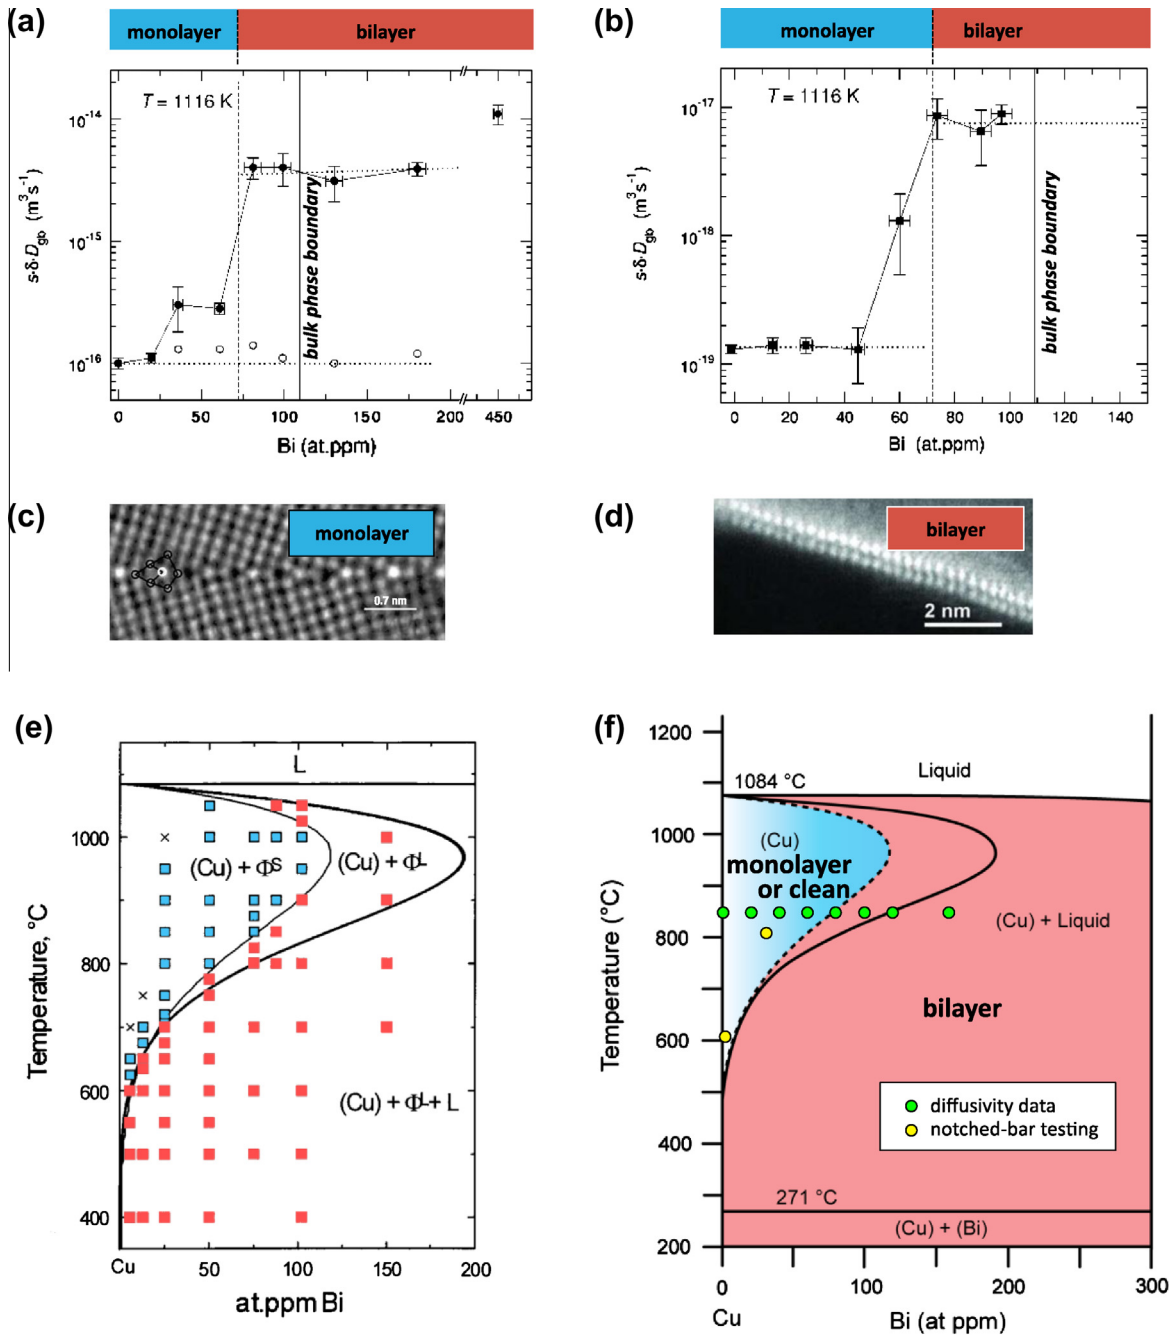 (a)
monolayer
bilayer
T = 1116 K
10⁻¹⁴
10⁻¹⁵
10⁻¹⁶
s·δ·D_gb (m³s⁻¹)
bulk phase boundary
0 50 100 150 200 450
Bi (at.ppm)
(b)
monolayer
bilayer
T = 1116 K
10⁻¹⁷
10⁻¹⁸
10⁻¹⁹
s·δ·D_gb (m³s⁻¹)
bulk phase boundary
0 20 40 60 80 100 120 140
Bi (at.ppm)
(c)
monolayer
0.7 nm
(d)
bilayer
2 nm
(e)
L
(Cu) + Φˢ
(Cu) + Φᴸ
(Cu) + Φᴸ + L
1000
800
600
400
Temperature, °C
Cu 50 100 150 200
at.ppm Bi
(f)
1200
1000
800
600
400
200
Temperature (°C)
Liquid
1084 °C
(Cu)
monolayer
or clean
(Cu) + Liquid
bilayer
diffusivity data
notched-bar testing
271 °C
(Cu) + (Bi)
0 100 200 300
Cu
Bi (at ppm)